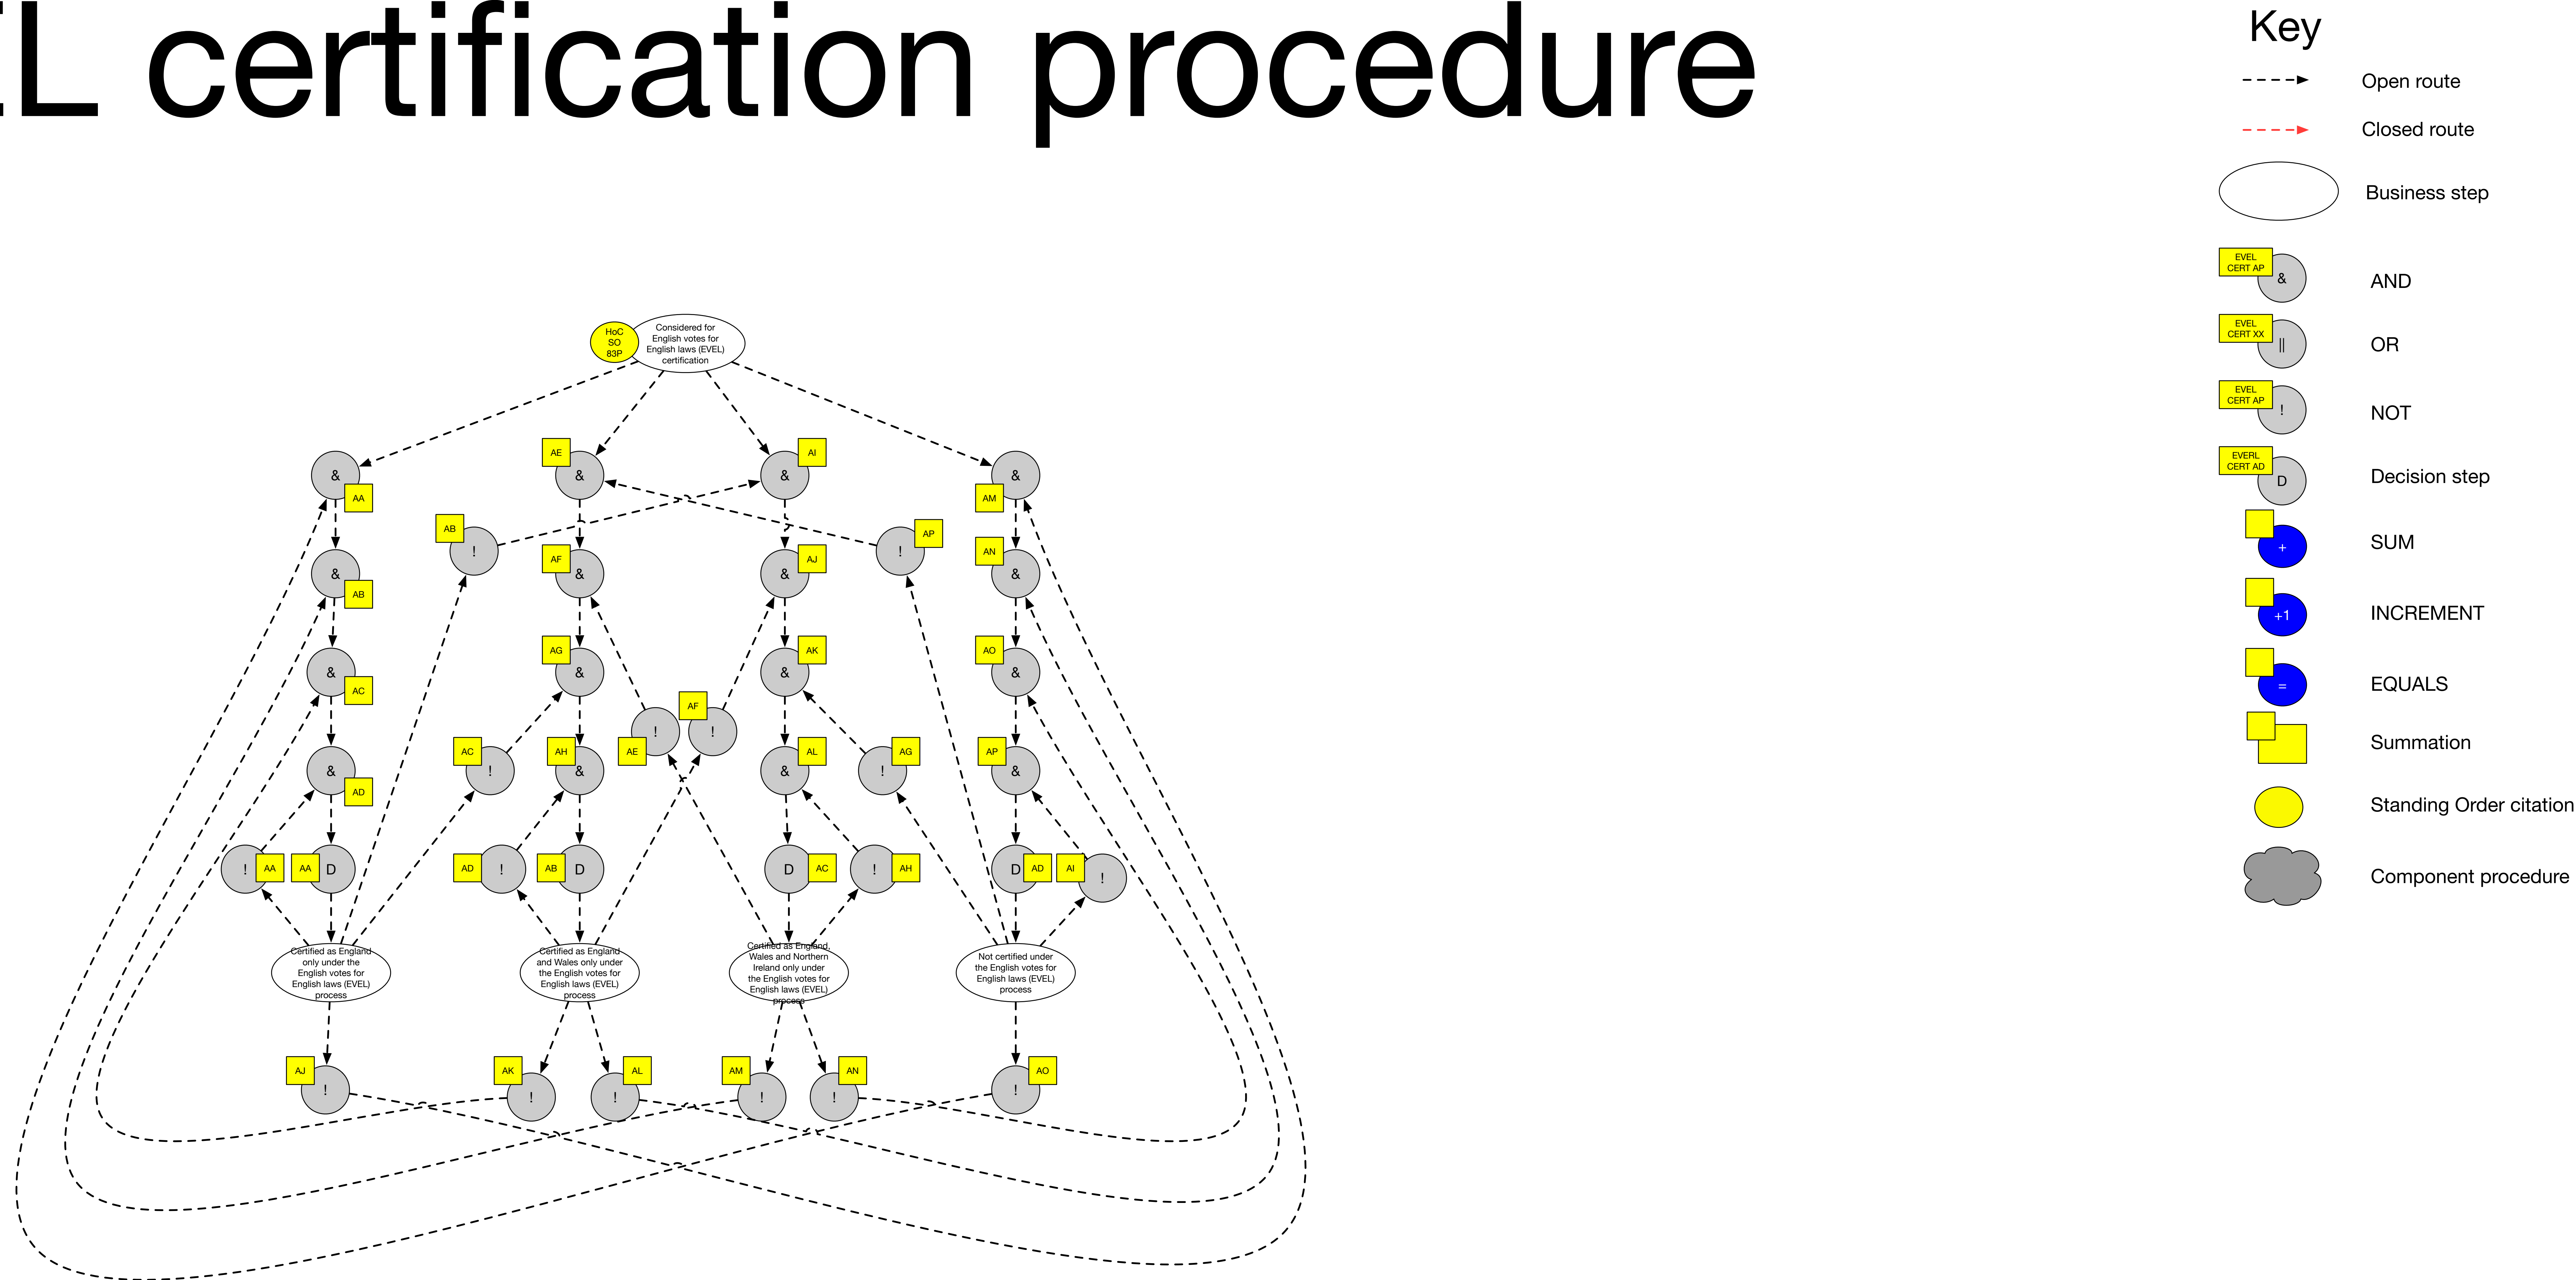 EL certification procedure
Key
Open route
Closed route
Business step
EVEL
CERT AP
&
AND
EVEL
CERT XX
||
OR
EVEL
CERT AP
!
NOT
EVERL
CERT AD
D
Decision step
+
SUM
+1
INCREMENT
=
EQUALS
Summation
Standing Order citation
Component procedure
HoC
SO
83P
Considered for
English votes for
English laws (EVEL)
certification
&
AA
AE
&
AI
&
&
AM
AB
!
AP
!
&
AB
AF
&
AJ
&
AN
&
&
AC
AG
&
AK
&
AO
&
AE
!
AF
!
&
AD
AC
!
AH
&
AL
&
AG
!
AP
&
!
AA
AA
D
AD
!
AB
D
D
AC
!
AH
D
AD
AI
!
Certified as England
only under the
English votes for
English laws (EVEL)
process
Certified as England
and Wales only under
the English votes for
English laws (EVEL)
process
Certified as England,
Wales and Northern
Ireland only under
the English votes for
English laws (EVEL)
process
Not certified under
the English votes for
English laws (EVEL)
process
AJ
!
AK
!
AL
!
AM
!
AN
!
AO
!